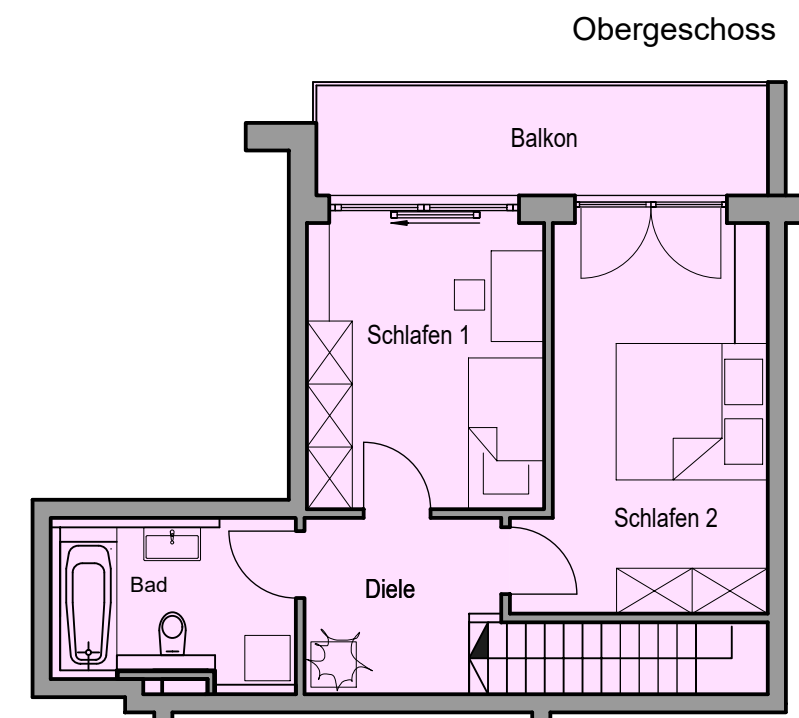 Obergeschoss
Balkon
Schlafen 1
Schlafen 2
Bad
Diele